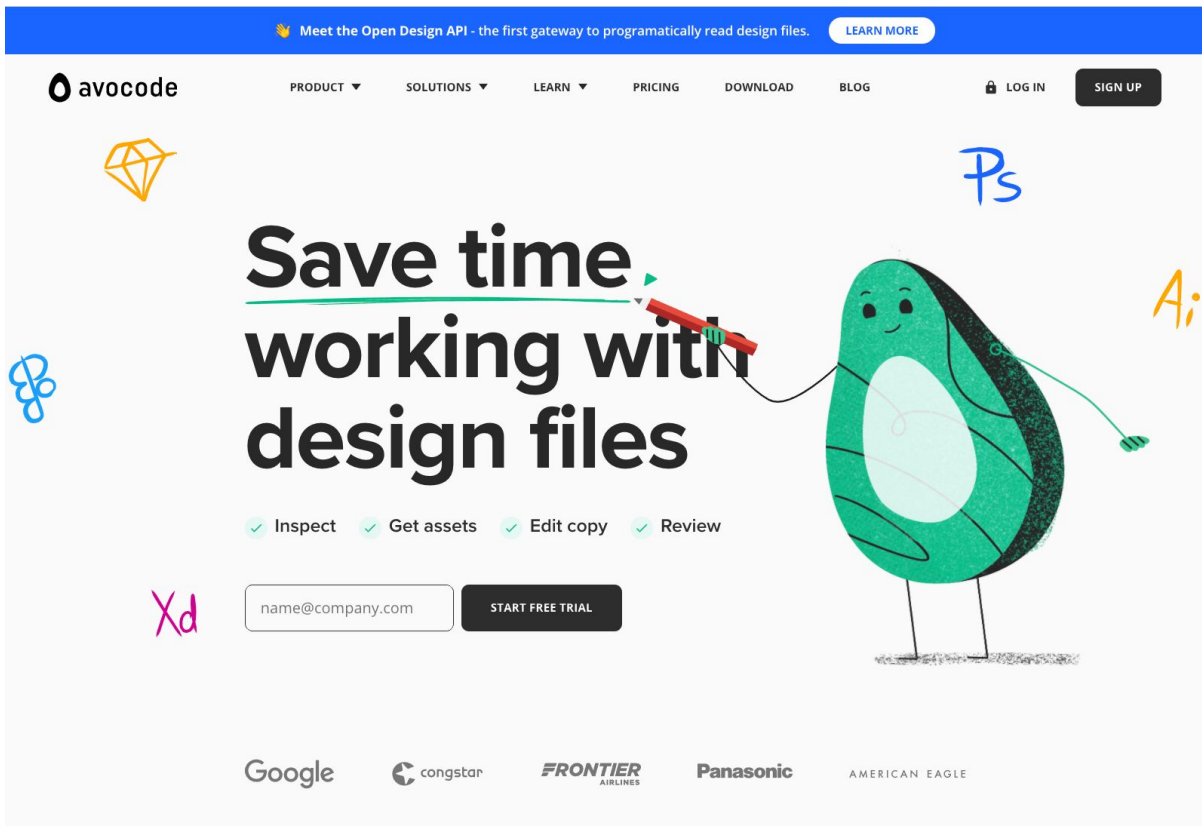 👋 Meet the Open Design API - the first gateway to programatically read design files. LEARN MORE
avocode PRODUCT ▼ SOLUTIONS ▼ LEARN ▼ PRICING DOWNLOAD BLOG LOG IN SIGN UP
Ps
Save time
Ai
working with
design files
✓ Inspect ✓ Get assets ✓ Edit copy ✓ Review
Xd
name@company.com START FREE TRIAL
Google congstar FRONTIER AIRLINES Panasonic AMERICAN EAGLE